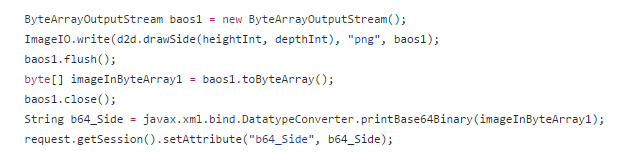 ByteArrayOutputStream baos1 = new ByteArrayOutputStream();
ImageIO.write(d2d.drawSide(heightInt, depthInt), "png", baos1);
baos1.flush();
byte[] imageInByteArray1 = baos1.toByteArray();
baos1.close();
String b64_Side = javax.xml.bind.DatatypeConverter.printBase64Binary(imageInByteArray1);
request.getSession().setAttribute("b64_Side", b64_Side);